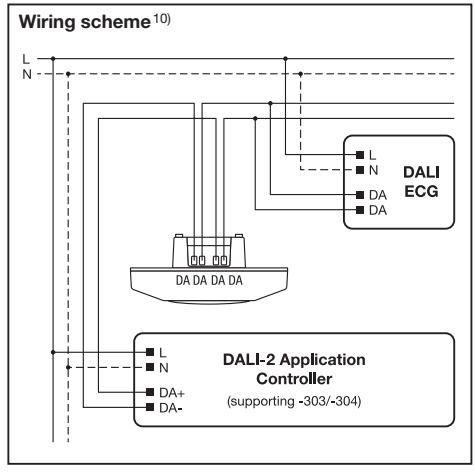 Wiring scheme 10)
L
N
L
N
DA
DA
DALI
ECG
DA DA DA DA
L
N
DA+
DA-
DALI-2 Application
Controller
(supporting -303/-304)